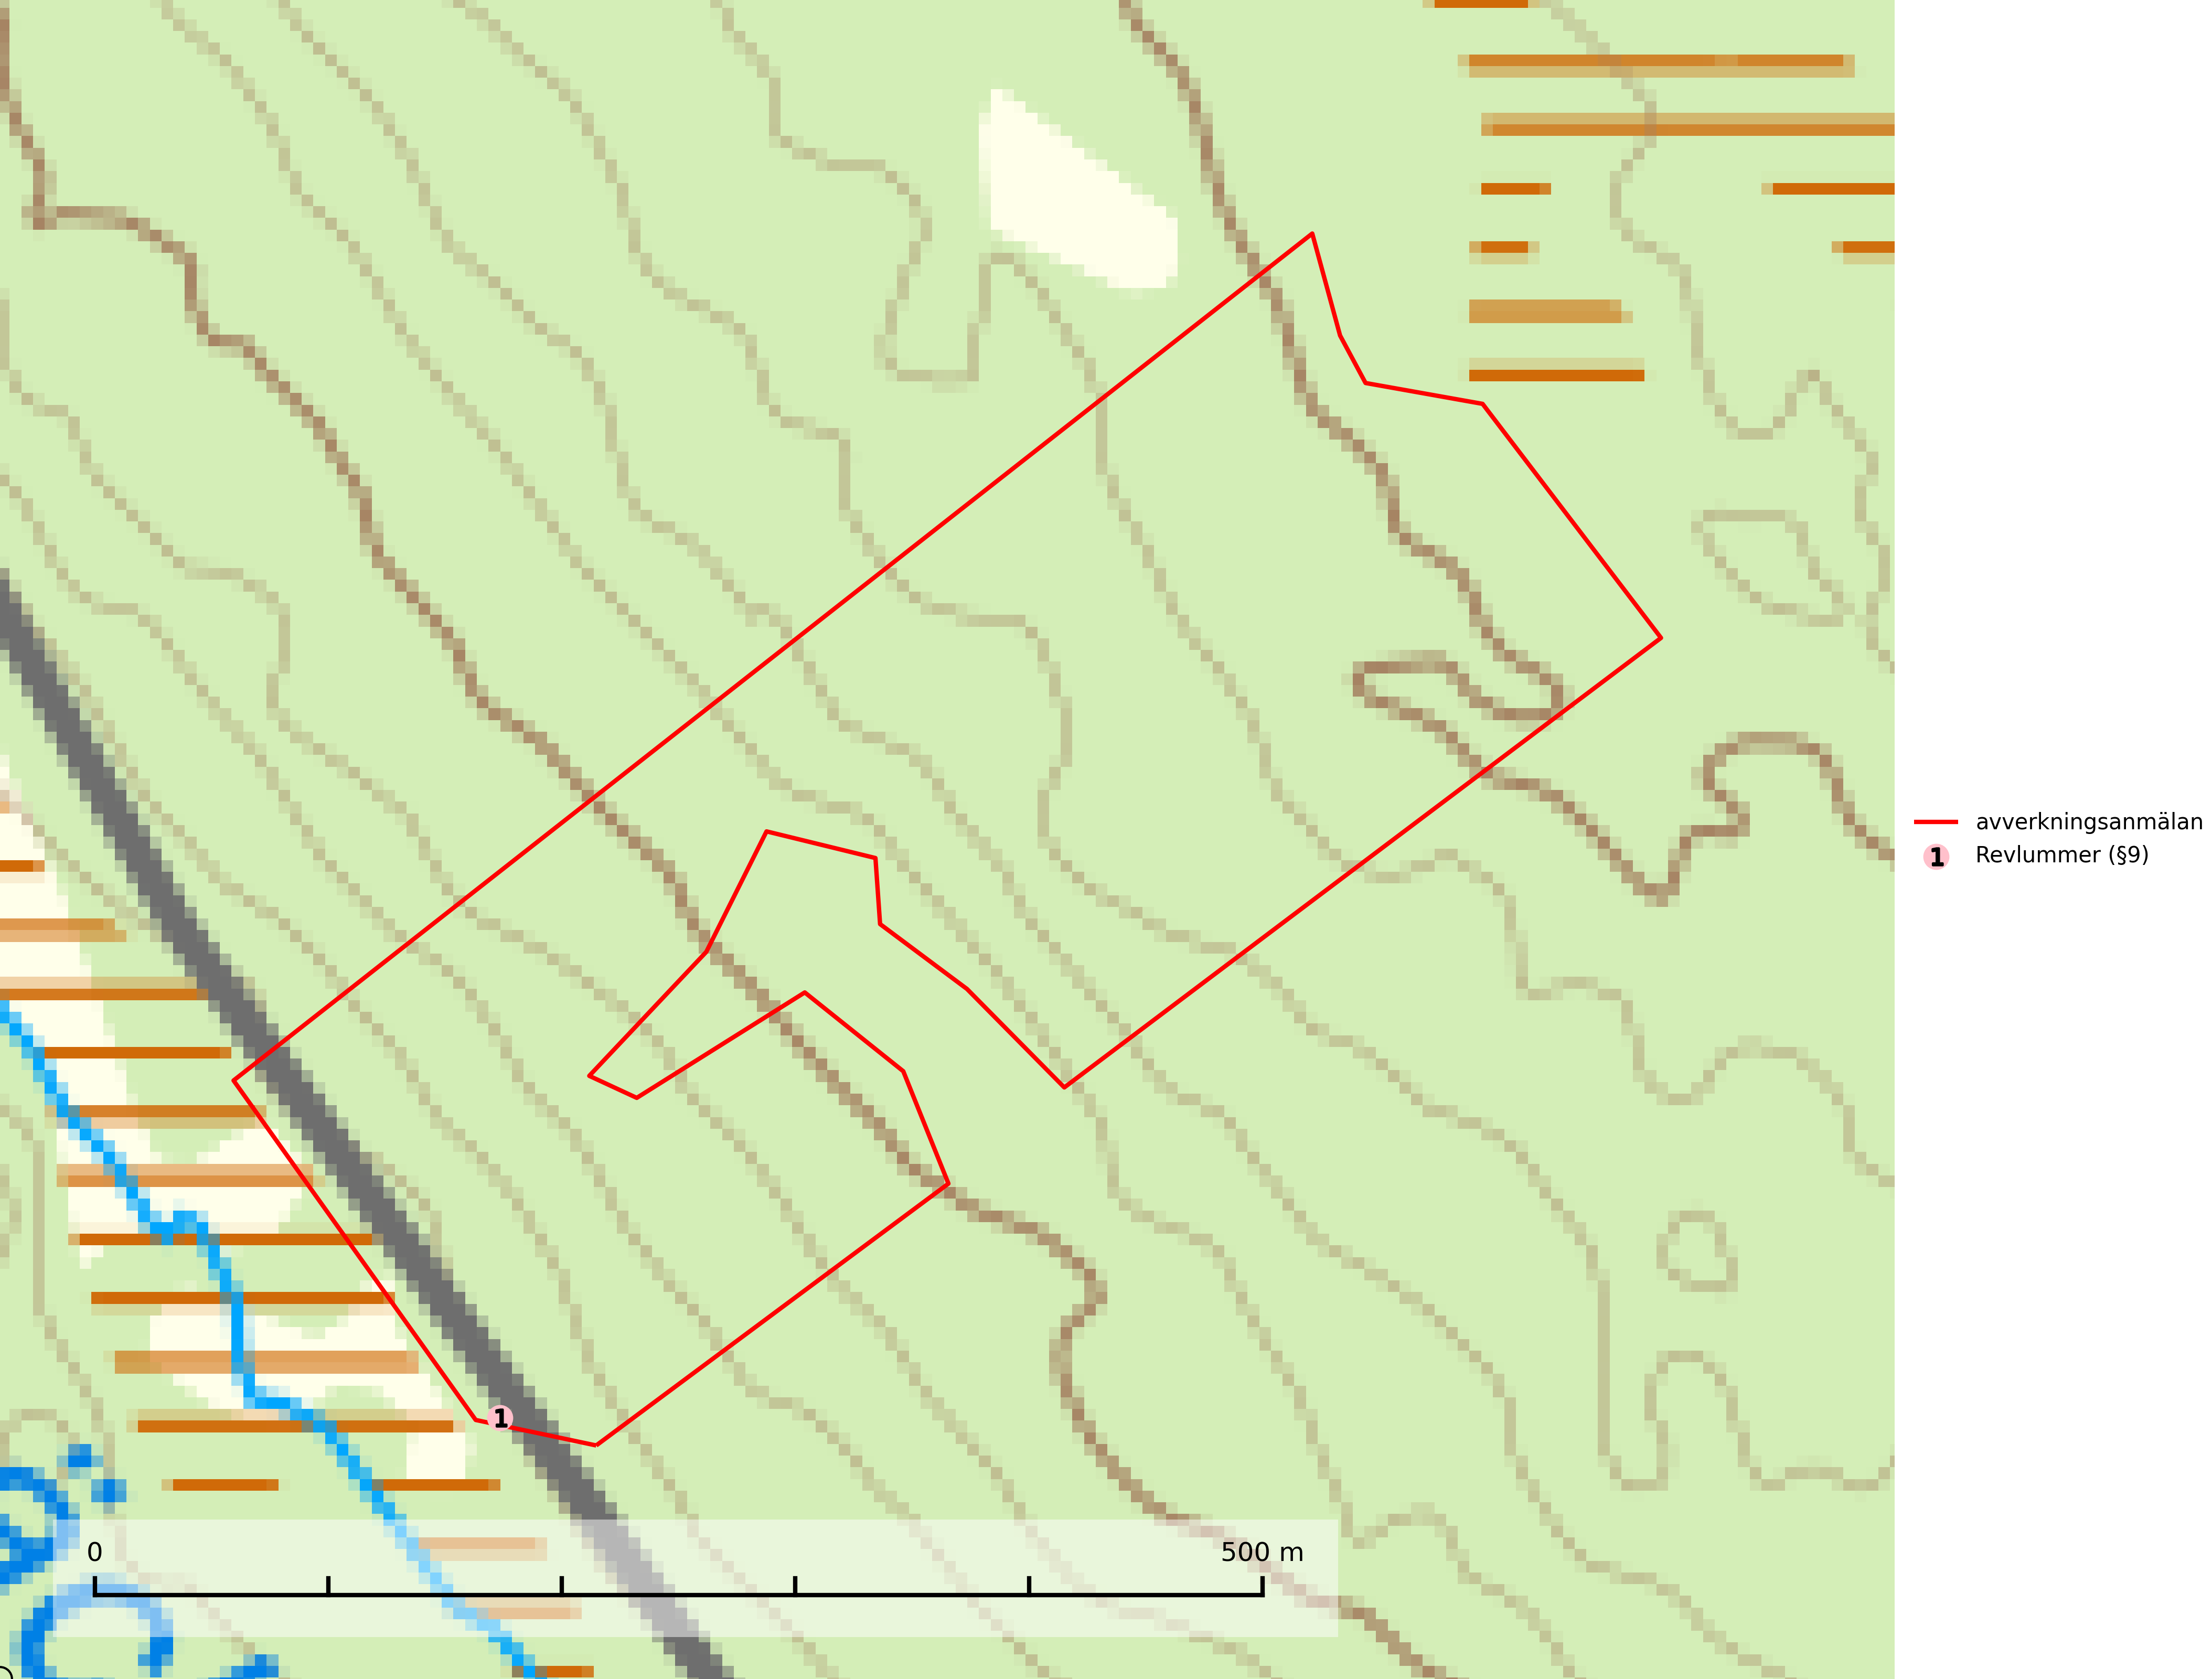 avverkningsanmälan
1 Revlummer (§9)
1
0 500 m